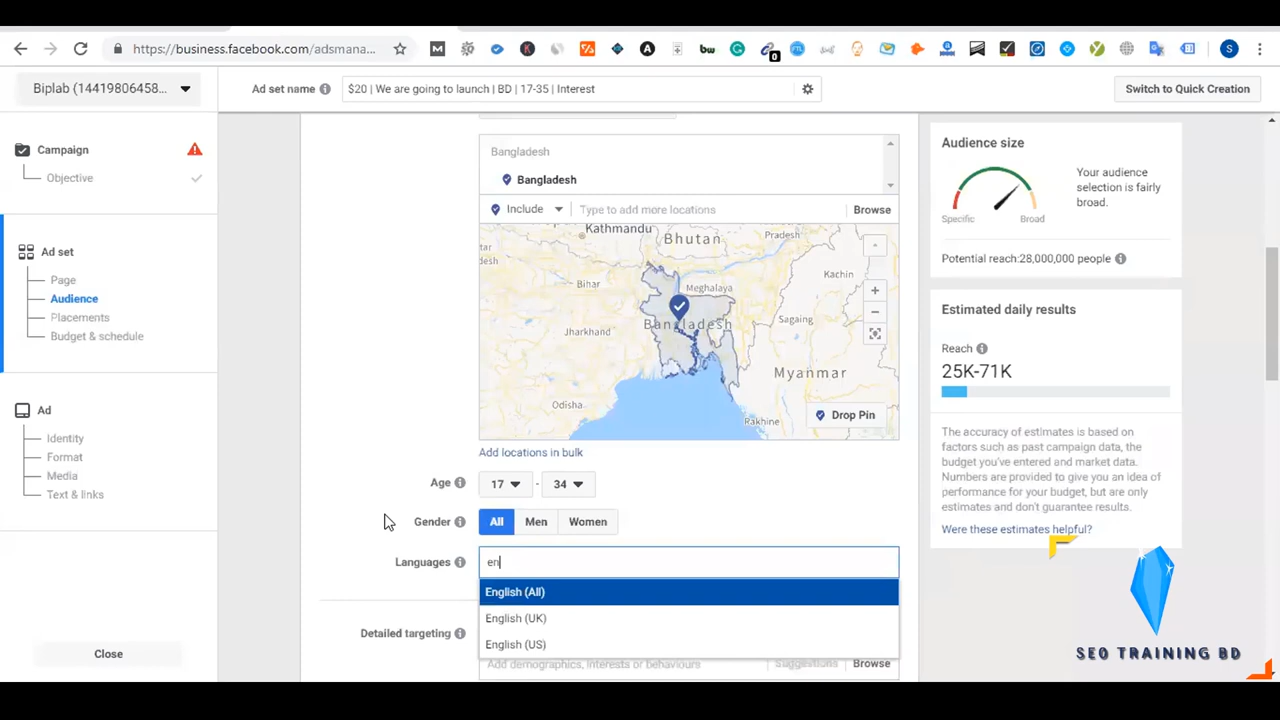 https://business.facebook.com/adsmana...
Biplab (14419806458...
Ad set name
$20 | We are going to launch | BD | 17-35 | Interest
Switch to Quick Creation
Campaign
Objective
Ad set
Page
Audience
Placements
Budget & schedule
Ad
Identity
Format
Media
Text & links
Close
Bangladesh
Bangladesh
Include
Type to add more locations
Browse
Kathmandu
Bhutan
Pradesh
desh
Bihar
Meghalaya
Kachin
Jharkhand
Bangladesh
Sagaing
Myanmar
Odisha
Rakhine
Drop Pin
Add locations in bulk
Age
17
-
34
Gender
All
Men
Women
Languages
en
English (All)
English (UK)
English (US)
Detailed targeting
Add demographics, interests or behaviours
Suggestions
Browse
Audience size
Specific
Broad
Your audience
selection is fairly
broad.
Potential reach:28,000,000 people
Estimated daily results
Reach
25K-71K
The accuracy of estimates is based on
factors such as past campaign data, the
budget you've entered and market data.
Numbers are provided to give you an idea of
performance for your budget, but are only
estimates and don't guarantee results.
Were these estimates helpful?
SEO TRAINING BD